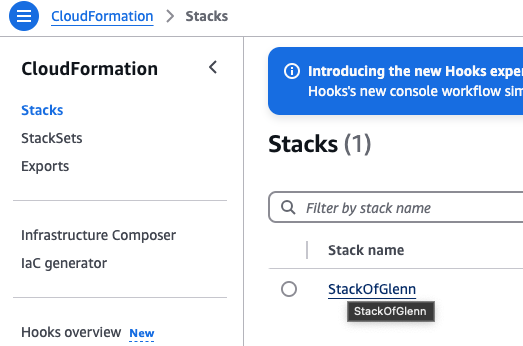 CloudFormation > Stacks
CloudFormation
Stacks
StackSets
Exports
Infrastructure Composer
IaC generator
Hooks overview New
Introducing the new Hooks expe
Hooks's new console workflow sim
Stacks (1)
Filter by stack name
Stack name
StackOfGlenn
StackOfGlenn